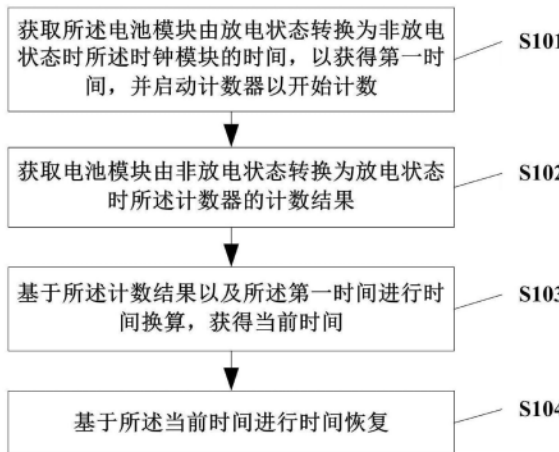 获取所述电池模块由放电状态转换为非放电
状态时所述时钟模块的时间，以获得第一时
间，并启动计数器以开始计数
S101
获取电池模块由非放电状态转换为放电状态
时所述计数器的计数结果
S102
基于所述计数结果以及所述第一时间进行时
间换算，获得当前时间
S103
基于所述当前时间进行时间恢复
S104